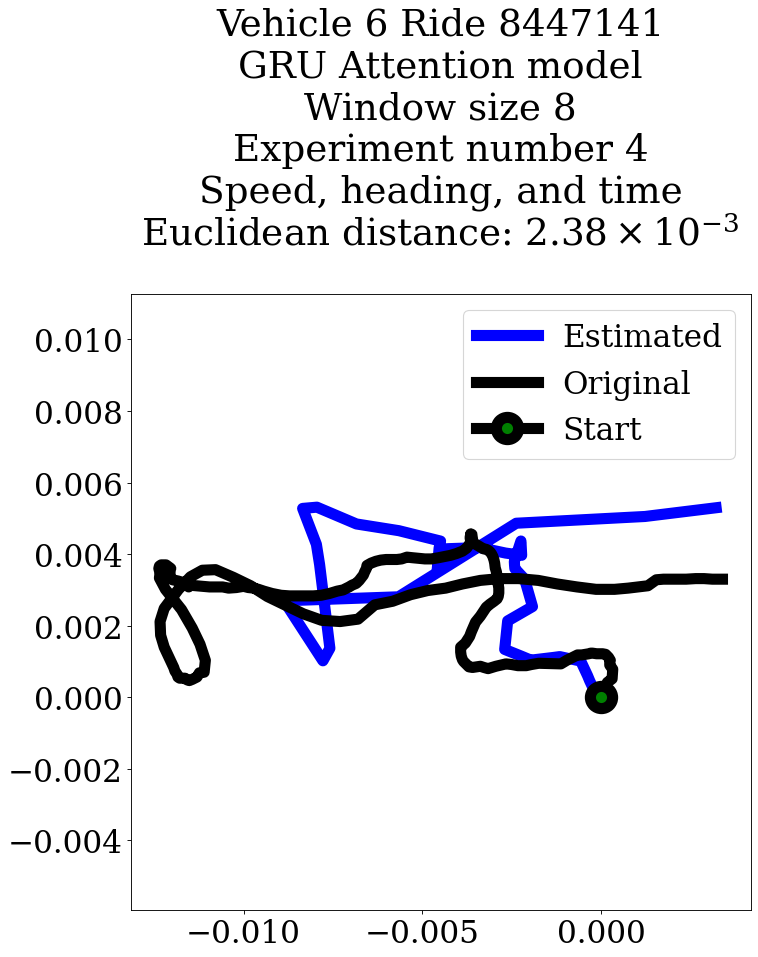 Vehicle 6 Ride 8447141
GRU Attention model
Window size 8
Experiment number 4
Speed, heading, and time
Euclidean distance: 2.38 × 10⁻³
Estimated
Original
Start
0.010
0.008
0.006
0.004
0.002
0.000
−0.002
−0.004
−0.010 −0.005 0.000